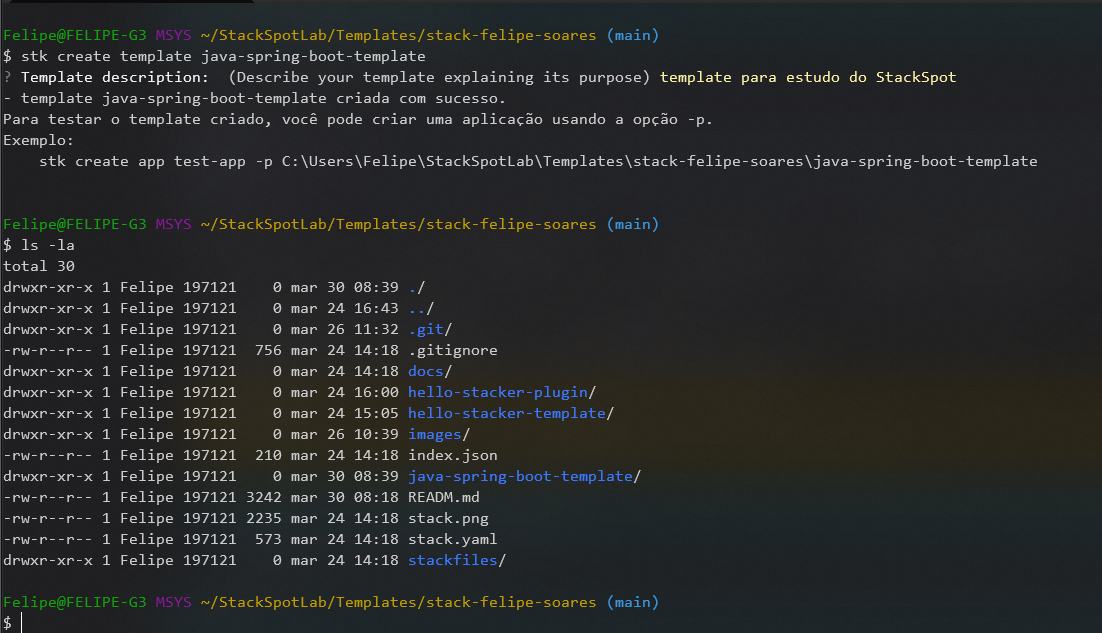 Felipe@FELIPE-G3 MSYS ~/StackSpotLab/Templates/stack-felipe-soares (main)
$ stk create template java-spring-boot-template
? Template description:  (Describe your template explaining its purpose) template para estudo do StackSpot
- template java-spring-boot-template criada com sucesso.
Para testar o template criado, você pode criar uma aplicação usando a opção -p.
Exemplo:
    stk create app test-app -p C:\Users\Felipe\StackSpotLab\Templates\stack-felipe-soares\java-spring-boot-template
Felipe@FELIPE-G3 MSYS ~/StackSpotLab/Templates/stack-felipe-soares (main)
$ ls -la
total 30
drwxr-xr-x 1 Felipe 197121    0 mar 30 08:39 ./
drwxr-xr-x 1 Felipe 197121    0 mar 24 16:43 ../
drwxr-xr-x 1 Felipe 197121    0 mar 26 11:32 .git/
-rw-r--r-- 1 Felipe 197121  756 mar 24 14:18 .gitignore
drwxr-xr-x 1 Felipe 197121    0 mar 24 14:18 docs/
drwxr-xr-x 1 Felipe 197121    0 mar 24 16:00 hello-stacker-plugin/
drwxr-xr-x 1 Felipe 197121    0 mar 24 15:05 hello-stacker-template/
drwxr-xr-x 1 Felipe 197121    0 mar 26 10:39 images/
-rw-r--r-- 1 Felipe 197121  210 mar 24 14:18 index.json
drwxr-xr-x 1 Felipe 197121    0 mar 30 08:39 java-spring-boot-template/
-rw-r--r-- 1 Felipe 197121 3242 mar 30 08:18 READM.md
-rw-r--r-- 1 Felipe 197121 2235 mar 24 14:18 stack.png
-rw-r--r-- 1 Felipe 197121  573 mar 24 14:18 stack.yaml
drwxr-xr-x 1 Felipe 197121    0 mar 24 14:18 stackfiles/
Felipe@FELIPE-G3 MSYS ~/StackSpotLab/Templates/stack-felipe-soares (main)
$